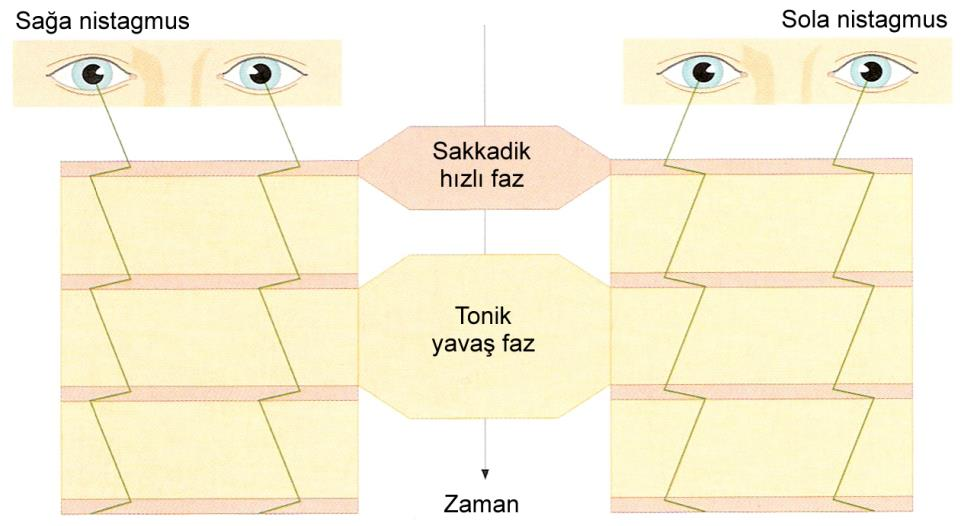 Sağa nistagmus
Sola nistagmus
Sakkadik
hızlı faz
Tonik
yavaş faz
Zaman